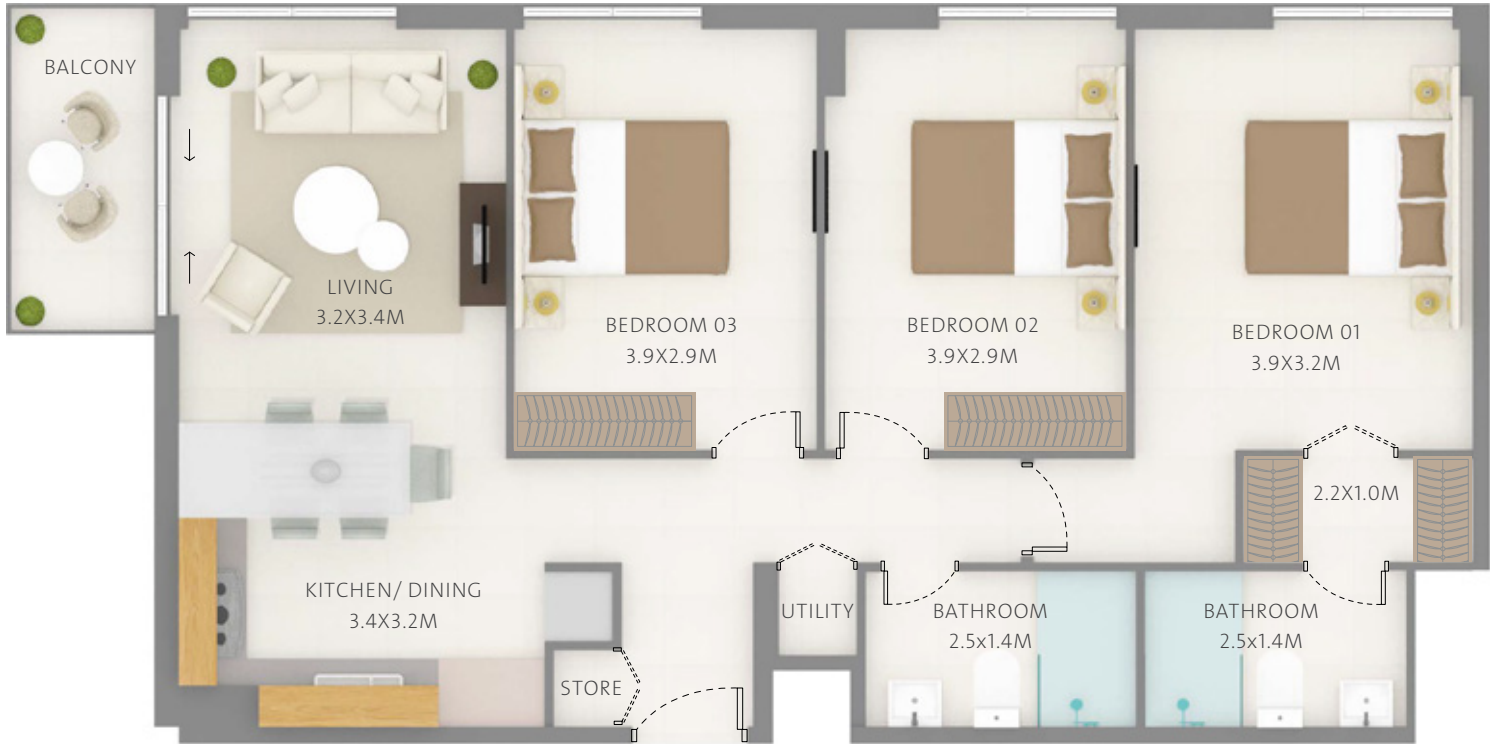 BALCONY
LIVING
3.2X3.4M
BEDROOM 03
3.9X2.9M
BEDROOM 02
3.9X2.9M
BEDROOM 01
3.9X3.2M
2.2X1.0M
KITCHEN/ DINING
3.4X3.2M
STORE
UTILITY
BATHROOM
2.5x1.4M
BATHROOM
2.5x1.4M